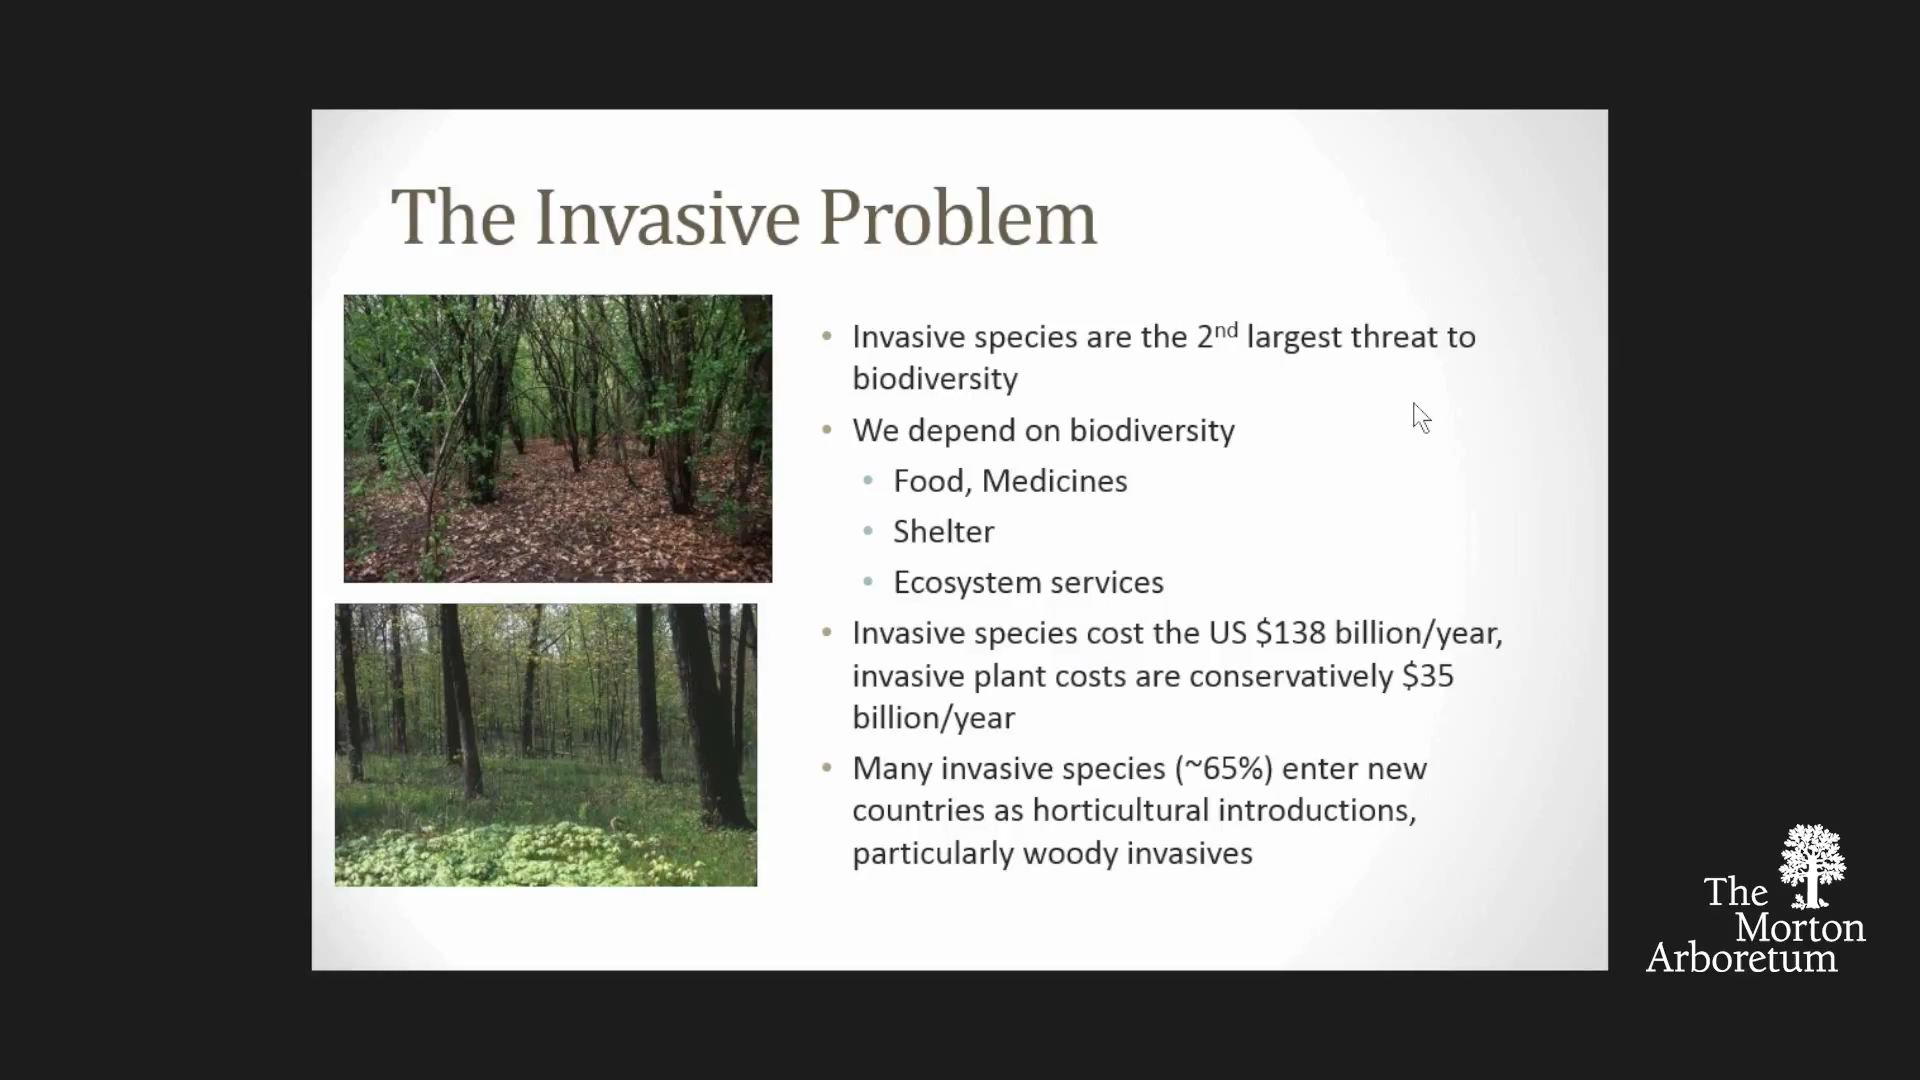 The Invasive Problem
• Invasive species are the 2nd largest threat to
biodiversity
• We depend on biodiversity
• Food, Medicines
• Shelter
• Ecosystem services
• Invasive species cost the US $138 billion/year,
invasive plant costs are conservatively $35
billion/year
• Many invasive species (~65%) enter new
countries as horticultural introductions,
particularly woody invasives
The
Morton
Arboretum